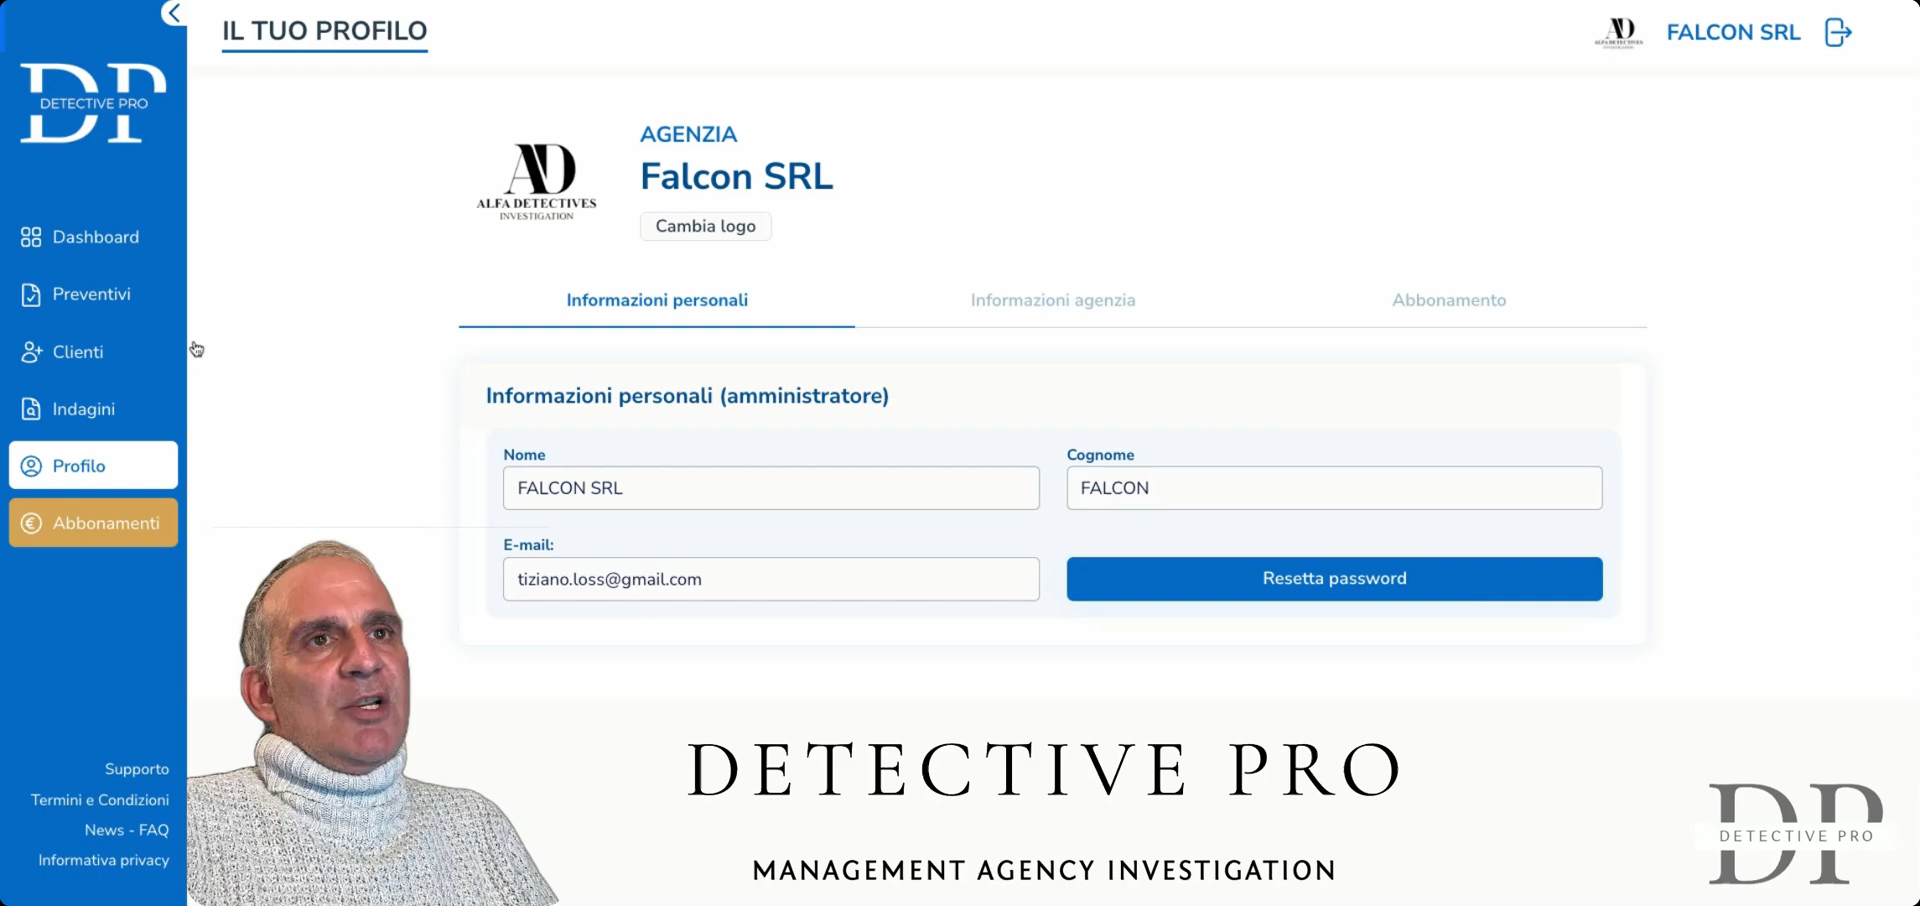 IL TUO PROFILO
FALCON SRL
DETECTIVE PRO
Dashboard
Preventivi
Clienti
Indagini
Profilo
Abbonamenti
Supporto
Termini e Condizioni
News - FAQ
Informativa privacy
AD
ALFA DETECTIVES
INVESTIGATION
AGENZIA
Falcon SRL
Cambia logo
Informazioni personali
Informazioni agenzia
Abbonamento
Informazioni personali (amministratore)
Nome
FALCON SRL
Cognome
FALCON
E-mail:
tiziano.loss@gmail.com
Resetta password
DETECTIVE PRO
MANAGEMENT AGENCY INVESTIGATION
DP
DETECTIVE PRO